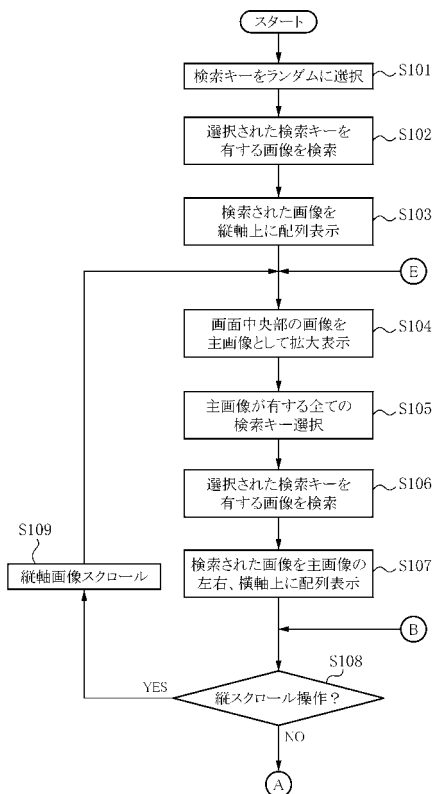 スタート
検索キーをランダムに選択
S101
選択された検索キーを
有する画像を検索
S102
検索された画像を
縦軸上に配列表示
S103
E
画面中央部の画像を
主画像として拡大表示
S104
主画像が有する全ての
検索キー選択
S105
選択された検索キーを
有する画像を検索
S106
S109
縦軸画像スクロール
検索された画像を主画像の
左右、横軸上に配列表示
S107
B
S108
YES
縦スクロール操作?
NO
A